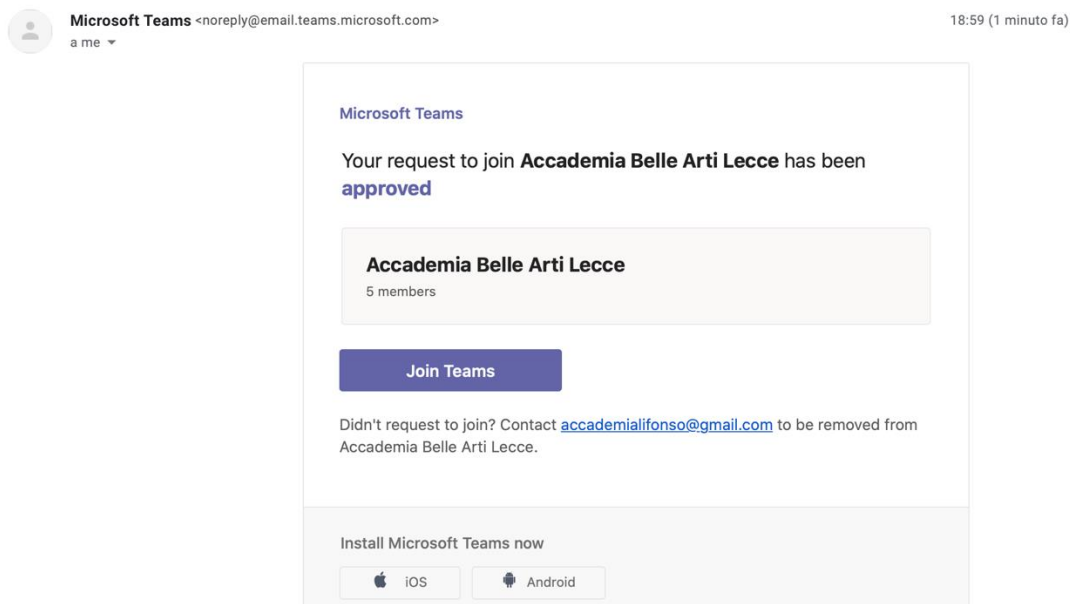 Microsoft Teams <noreply@email.teams.microsoft.com>
18:59 (1 minuto fa)
a me
Microsoft Teams
Your request to join Accademia Belle Arti Lecce has been
approved
Accademia Belle Arti Lecce
5 members
Join Teams
Didn't request to join? Contact accademialifonso@gmail.com to be removed from
Accademia Belle Arti Lecce.
Install Microsoft Teams now
iOS
Android